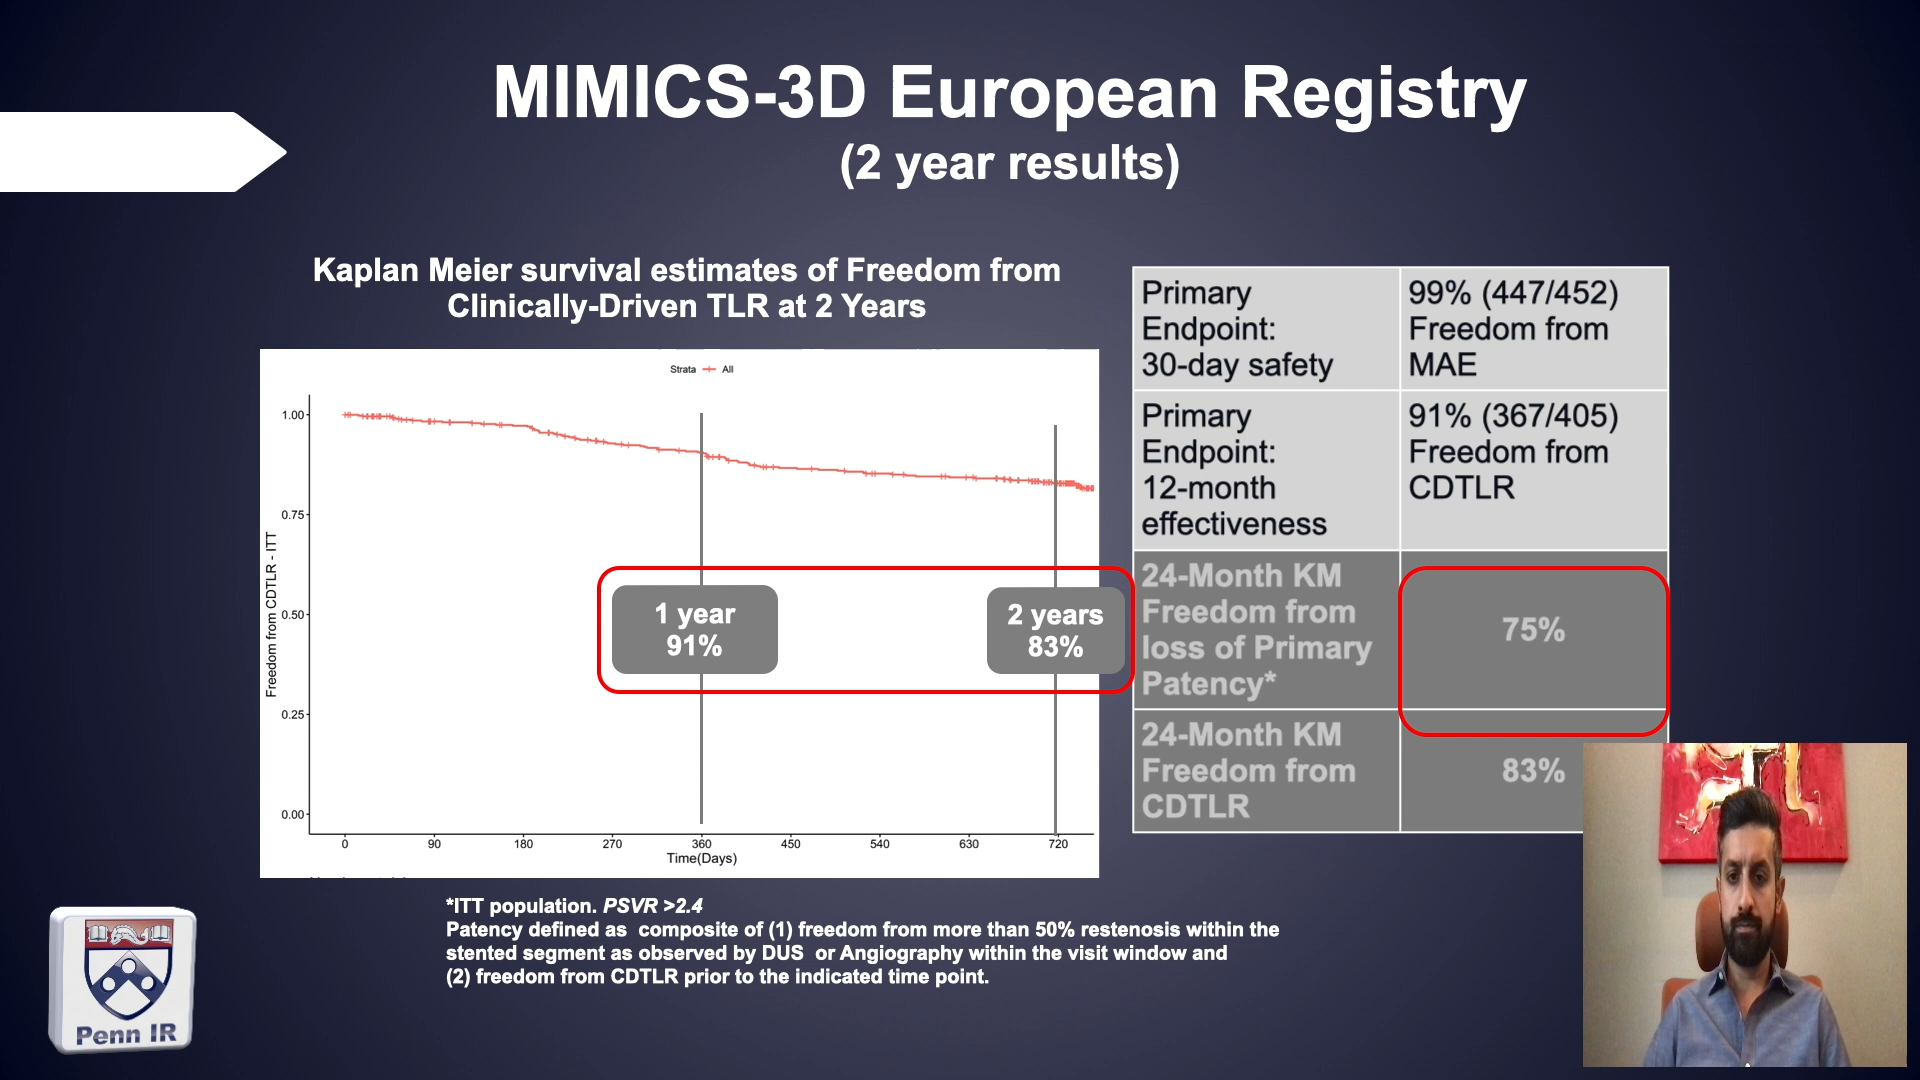 MIMICS-3D European Registry
(2 year results)
Kaplan Meier survival estimates of Freedom from
Clinically-Driven TLR at 2 Years
Strata All
Freedom from CDTLR - ITT
1.00
0.75
0.50
0.25
0.00
1 year
91%
2 years
83%
0 90 180 270 360 450 540 630 720
Time(Days)
Primary
Endpoint:
30-day safety
99% (447/452)
Freedom from
MAE
Primary
Endpoint:
12-month
effectiveness
91% (367/405)
Freedom from
CDTLR
24-Month KM
Freedom from
loss of Primary
Patency*
75%
24-Month KM
Freedom from
CDTLR
83%
*ITT population. PSVR >2.4
Patency defined as composite of (1) freedom from more than 50% restenosis within the
stented segment as observed by DUS or Angiography within the visit window and
(2) freedom from CDTLR prior to the indicated time point.
Penn IR